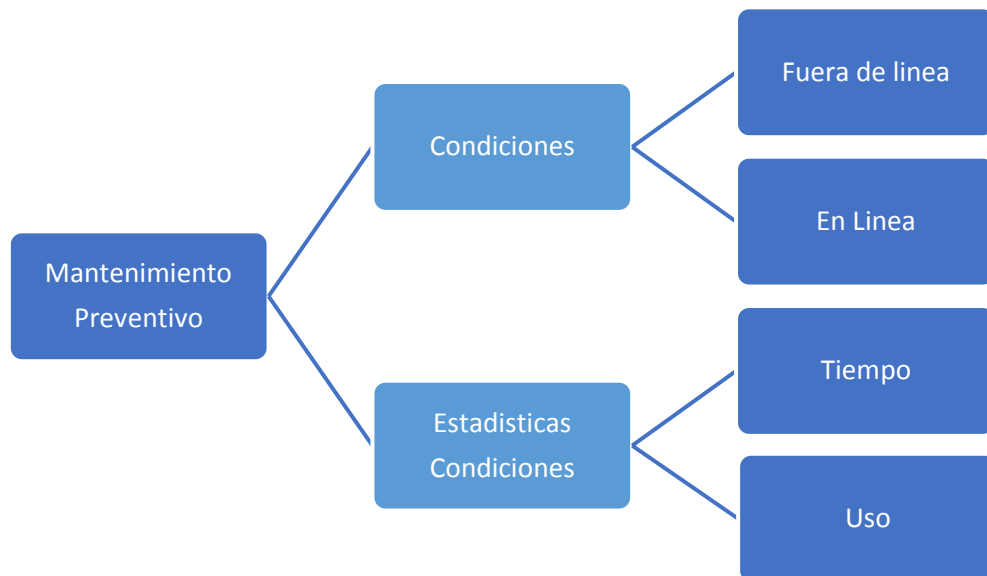 Fuera de linea
Condiciones
En Linea
Mantenimiento
Preventivo
Tiempo
Estadisticas
Condiciones
Uso